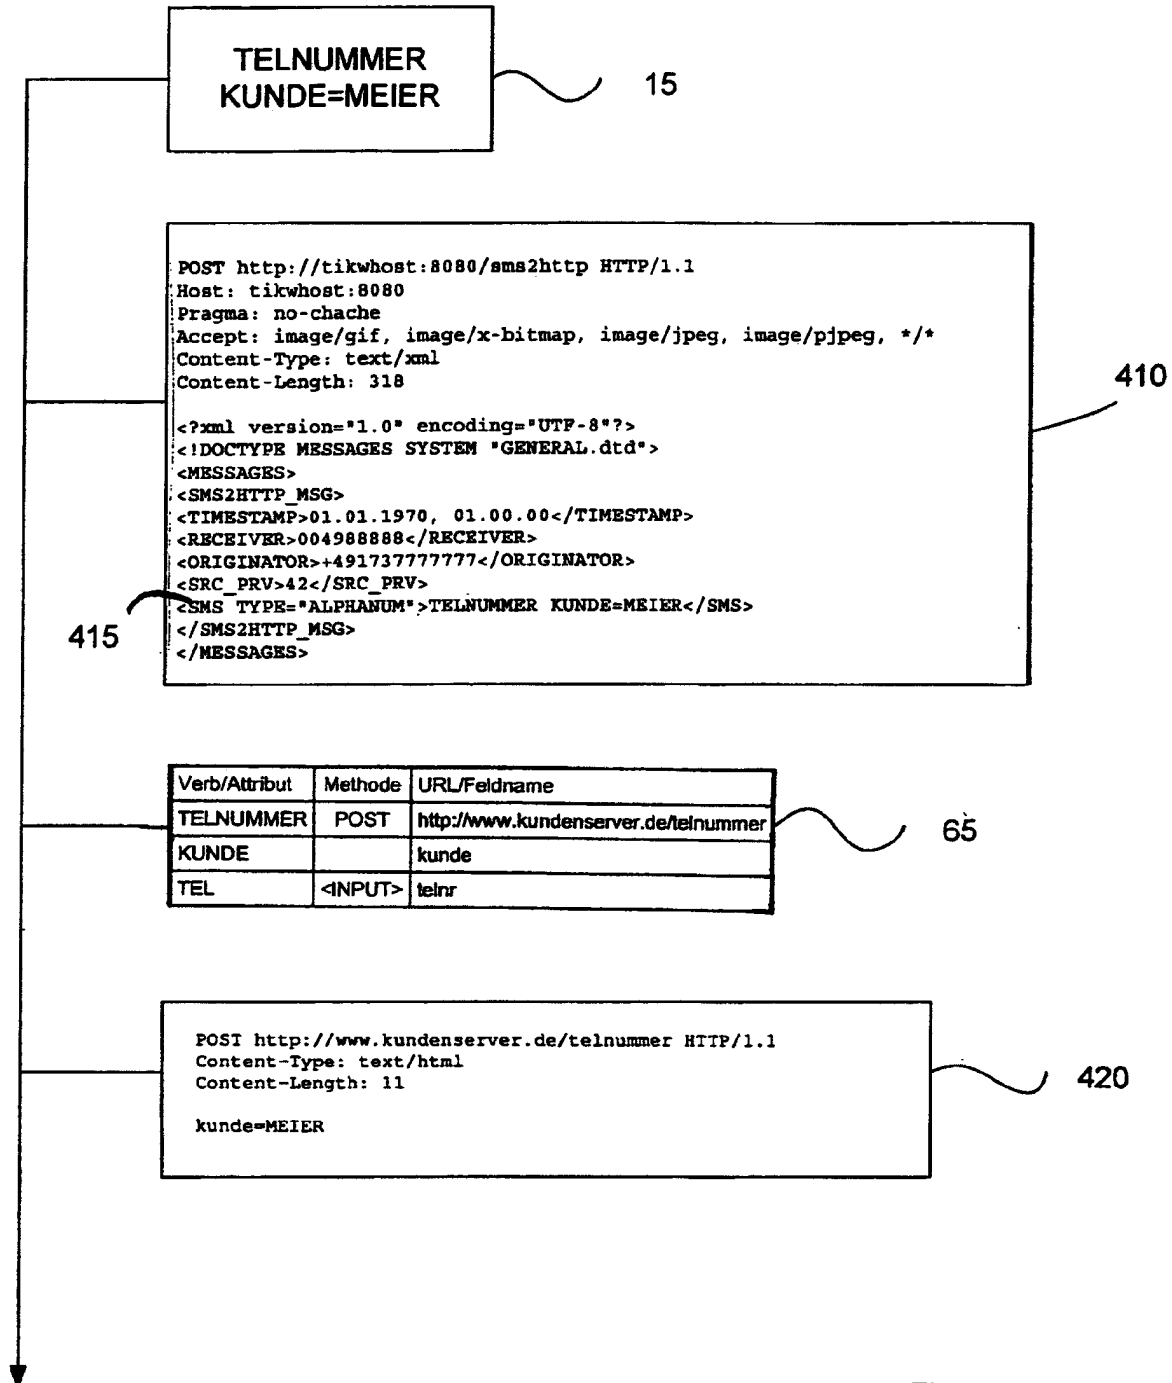 TELNUMMER
KUNDE=MEIER
15
POST http://tikwhost:8080/sms2http HTTP/1.1
Host: tikwhost:8080
Pragma: no-chache
Accept: image/gif, image/x-bitmap, image/jpeg, image/pjpeg, */*
Content-Type: text/xml
Content-Length: 318
410
<?xml version="1.0" encoding="UTF-8"?>
<!DOCTYPE MESSAGES SYSTEM "GENERAL.dtd">
<MESSAGES>
<SMS2HTTP_MSG>
<TIMESTAMP>01.01.1970, 01.00.00</TIMESTAMP>
<RECEIVER>004988888</RECEIVER>
<ORIGINATOR>+491737777777</ORIGINATOR>
<SRC_PRV>42</SRC_PRV>
<SMS TYPE="ALPHANUM">TELNUMMER KUNDE=MEIER</SMS>
415
</SMS2HTTP_MSG>
</MESSAGES>
Verb/Attribut Methode URL/Feldname
TELNUMMER POST http://www.kundenserver.de/telnummer
65
KUNDE kunde
TEL <INPUT> telnr
POST http://www.kundenserver.de/telnummer HTTP/1.1
Content-Type: text/html
Content-Length: 11
420
kunde=MEIER